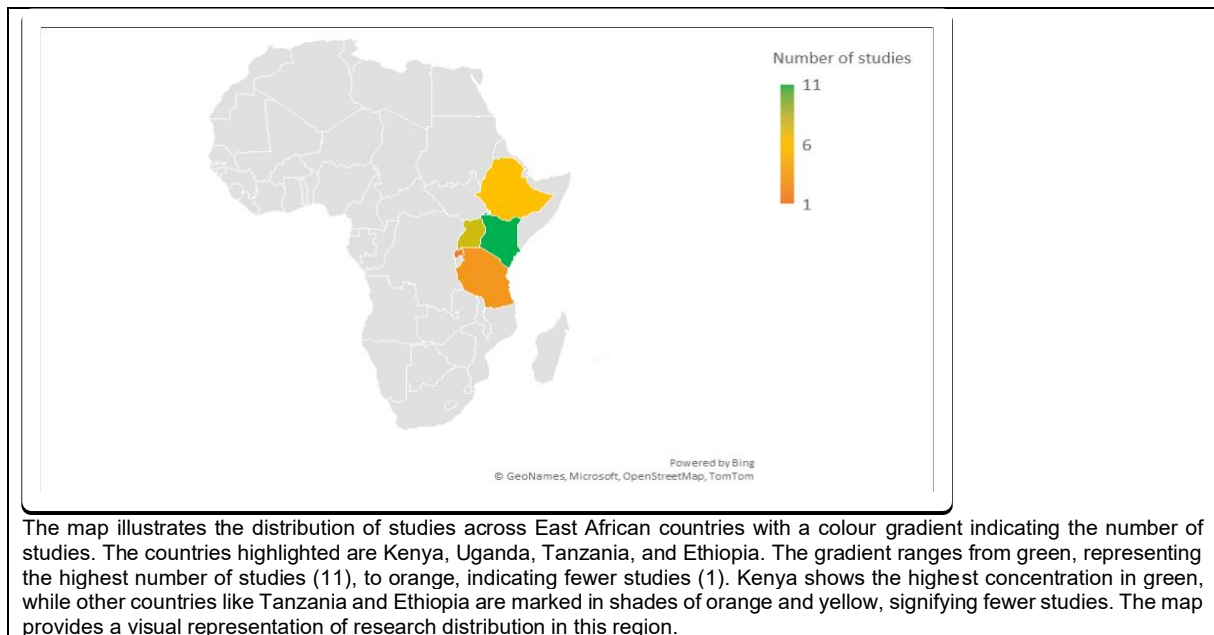 Number of studies
11
6
1
Powered by Bing
© GeoNames, Microsoft, OpenStreetMap, TomTom
The map illustrates the distribution of studies across East African countries with a colour gradient indicating the number of
studies. The countries highlighted are Kenya, Uganda, Tanzania, and Ethiopia. The gradient ranges from green, representing
the highest number of studies (11), to orange, indicating fewer studies (1). Kenya shows the highest concentration in green,
while other countries like Tanzania and Ethiopia are marked in shades of orange and yellow, signifying fewer studies. The map
provides a visual representation of research distribution in this region.